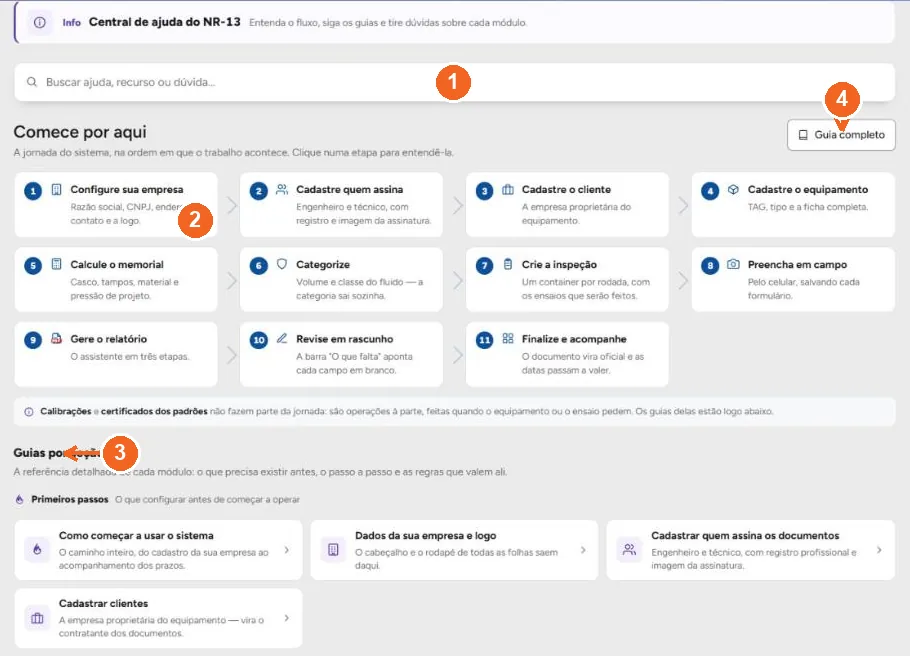 Info Central de ajuda do NR-13 Entenda o fluxo, siga os guias e tire dúvidas sobre cada módulo.
Buscar ajuda, recurso ou dúvida...
1
4
Comece por aqui
Guia completo
A jornada do sistema, na ordem em que o trabalho acontece. Clique numa etapa para entendê-la.
1 Configure sua empresa
Razão social, CNPJ,
contato e a logo.
2
2 Cadastre quem assina
Engenheiro e técnico, com
registro e imagem da assinatura.
3 Cadastre o cliente
A empresa proprietária do
equipamento.
4 Cadastre o equipamento
TAG, tipo e a ficha completa.
5 Calcule o memorial
Casco, tampos, material e
pressão de projeto.
6 Categorize
Volume e classe do fluido — a
categoria sai sozinha.
7 Crie a inspeção
Um container por rodada, com
os ensaios que serão feitos.
8 Preencha em campo
Pelo celular, salvando cada
formulário.
9 Gere o relatório
O assistente em três etapas.
10 Revise em rascunho
A barra "O que falta" aponta
cada campo em branco.
11 Finalize e acompanhe
O documento vira oficial e as
datas passam a valer.
Calibrações e certificados dos padrões não fazem parte da jornada: são operações à parte, feitas quando o equipamento ou o ensaio pedem. Os guias delas estão logo abaixo.
Guias
3
A referência detalhada cada módulo: o que precisa existir antes, o passo a passo e as regras que valem ali.
Primeiros passos O que configurar antes de começar a operar
Como começar a usar o sistema
O caminho inteiro, do cadastro da sua empresa ao
acompanhamento dos prazos.
Dados da sua empresa e logo
O cabeçalho e o rodapé de todas as folhas saem
daqui.
Cadastrar quem assina os documentos
Engenheiro e técnico, com registro profissional e
imagem da assinatura.
Cadastrar clientes
A empresa proprietária do equipamento — vira o
contratante dos documentos.